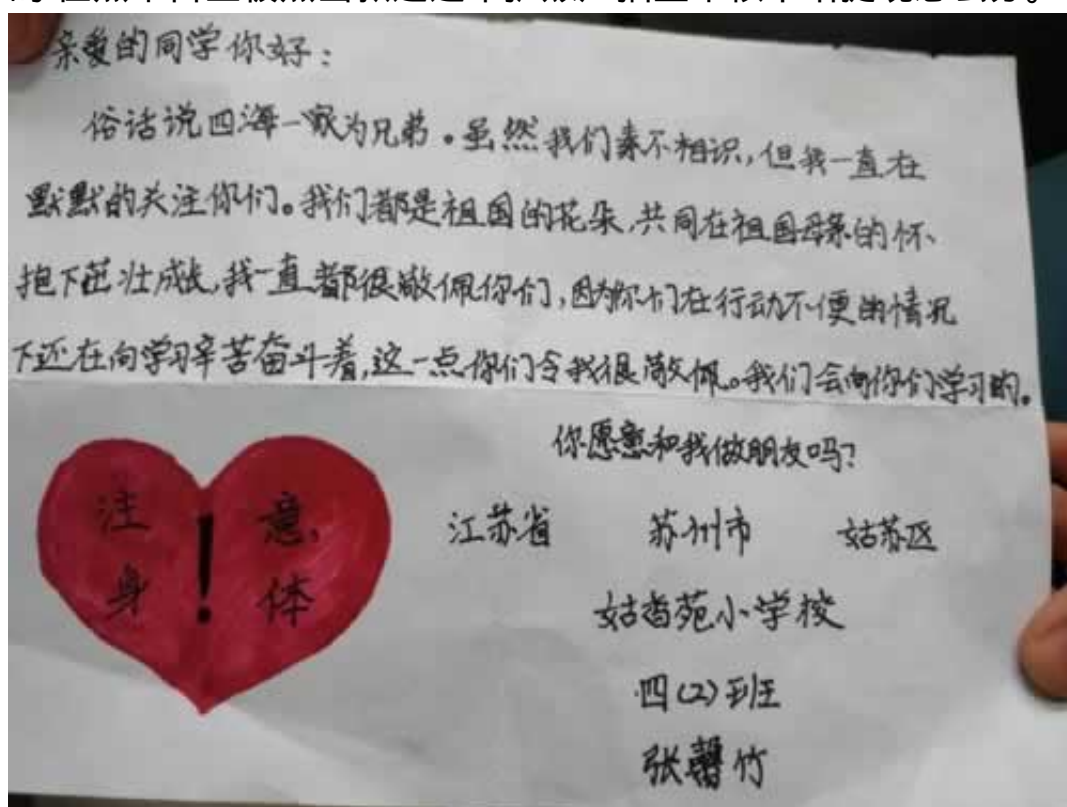 亲爱的同学你好：
俗话说四海一家为兄弟。虽然我们素不相识，但我一直在
默默的关注你们。我们都是祖国的花朵，共同在祖国母亲的怀
抱下茁壮成长，我一直都很敬佩你们，因为你们在行动不便的情况
下还在向学习辛苦奋斗着，这一点你们令我很敬佩。我们会向你们学习的。
你愿意和我做朋友吗？
注意，
身！体
江苏省 苏州市 姑苏区
姑香苑小学校
四（2）班
张馨竹